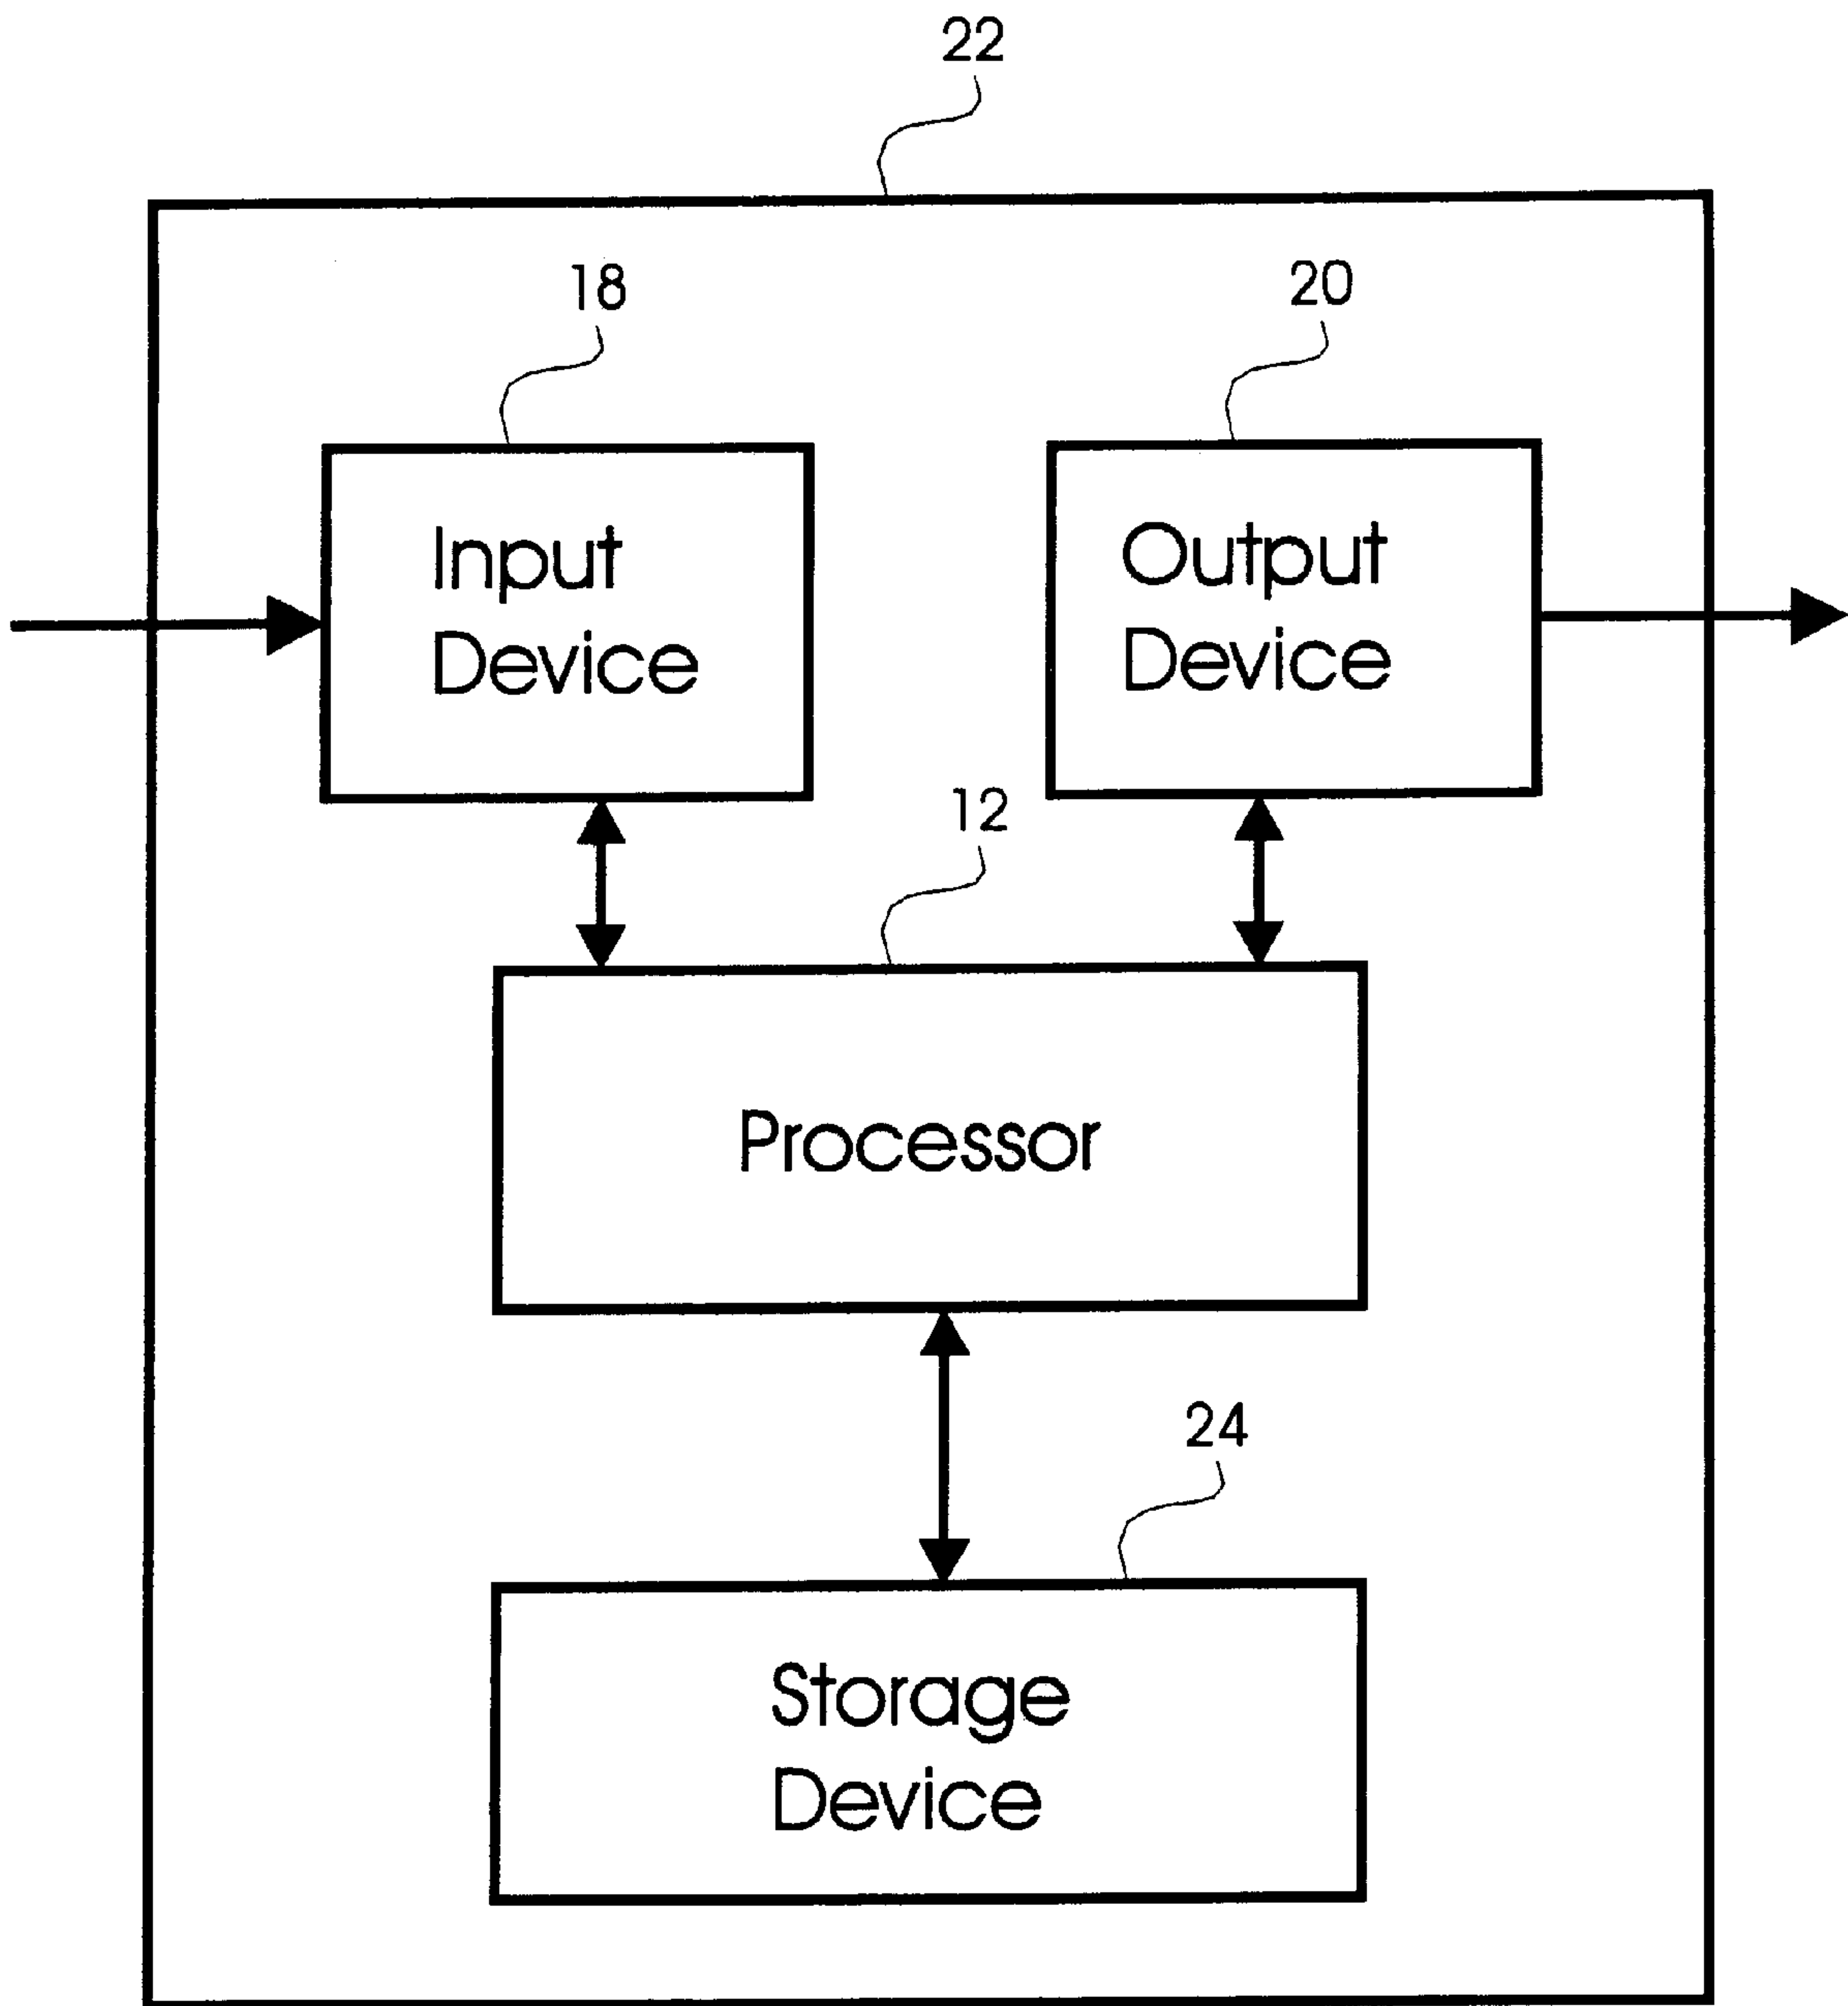 22
18
20
Input
Device
Output
Device
12
Processor
24
Storage
Device